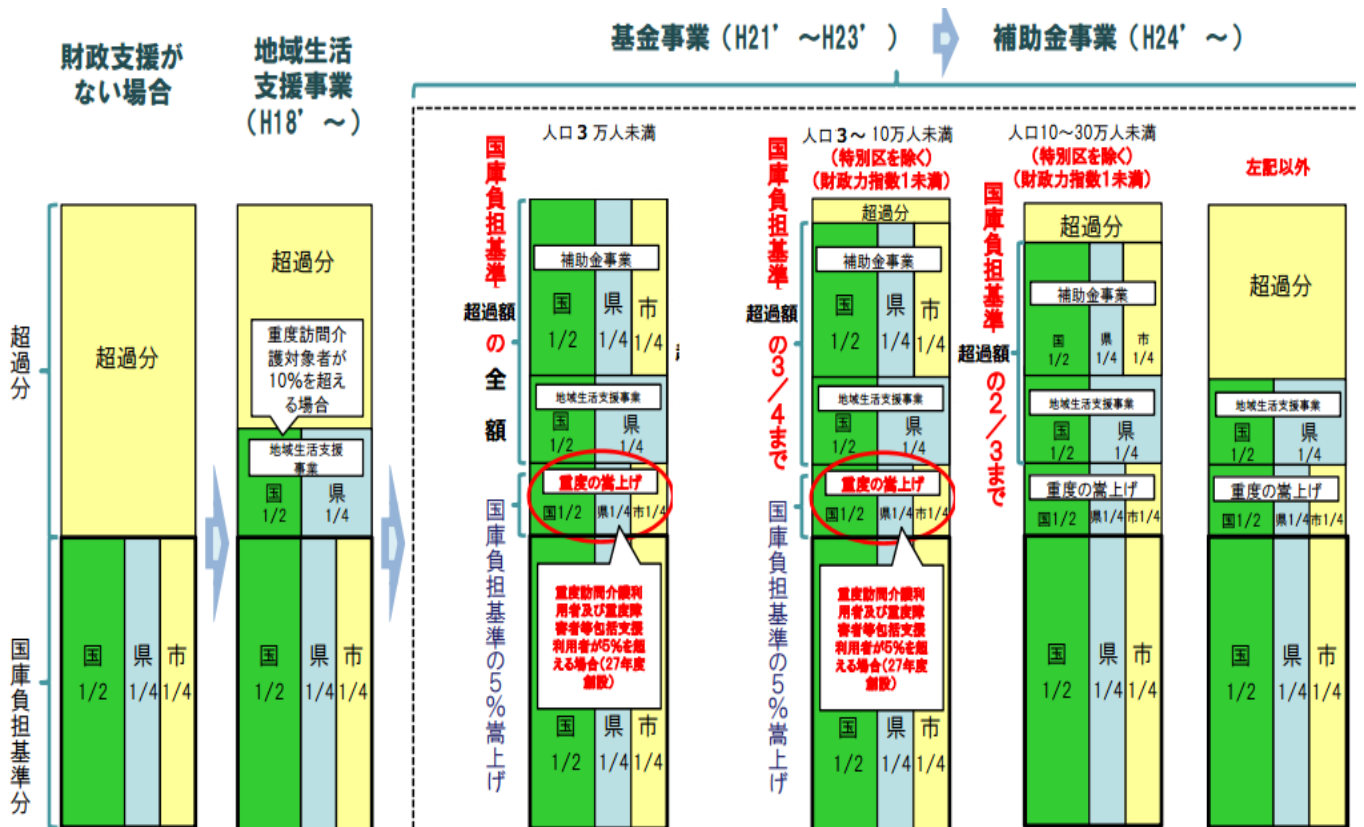 基金事業（H21’～H23’）
補助金事業（H24’～）
財政支援が
ない場合
地域生活
支援事業
（H18’～）
超過分
国庫負担基準分
超過分
国
1/2
県
1/4
市
1/4
超過分
重度訪問介
護対象者が
10%を超え
る場合
地域生活支援
事業
国
1/2
県
1/4
国
1/2
県
1/4
市
1/4
人口３万人未満
国庫負担基準
超過額
の全額
国庫負担基準の5%嵩上げ
補助金事業
国
1/2
県
1/4
市
1/4
地域生活支援事業
国
1/2
県
1/4
重度の嵩上げ
国1/2
県1/4
市1/4
重度訪問介護利
用者及び重度障
害者等包括支援
利用者が5%を超
える場合（27年度
創設）
国
1/2
県
1/4
市
1/4
人口３～10万人未満
（特別区を除く）
（財政力指数1未満）
国庫負担基準
超過額
の3/4まで
国庫負担基準の5%嵩上げ
超過分
補助金事業
国
1/2
県
1/4
市
1/4
地域生活支援事業
国
1/2
県
1/4
重度の嵩上げ
国1/2
県1/4
市1/4
重度訪問介護利
用者及び重度障
害者等包括支援
利用者が5%を超
える場合（27年度
創設）
国
1/2
県
1/4
市
1/4
人口10～30万人未満
（特別区を除く）
（財政力指数1未満）
国庫負担基準
超過額
の2/3まで
超過分
補助金事業
国
1/2
県
1/4
市
1/4
地域生活支援事業
国
1/2
県
1/4
重度の嵩上げ
国1/2
県1/4
市1/4
国
1/2
県
1/4
市
1/4
左記以外
超過分
地域生活支援事業
国
1/2
県
1/4
重度の嵩上げ
国1/2
県1/4
市1/4
国
1/2
県
1/4
市
1/4